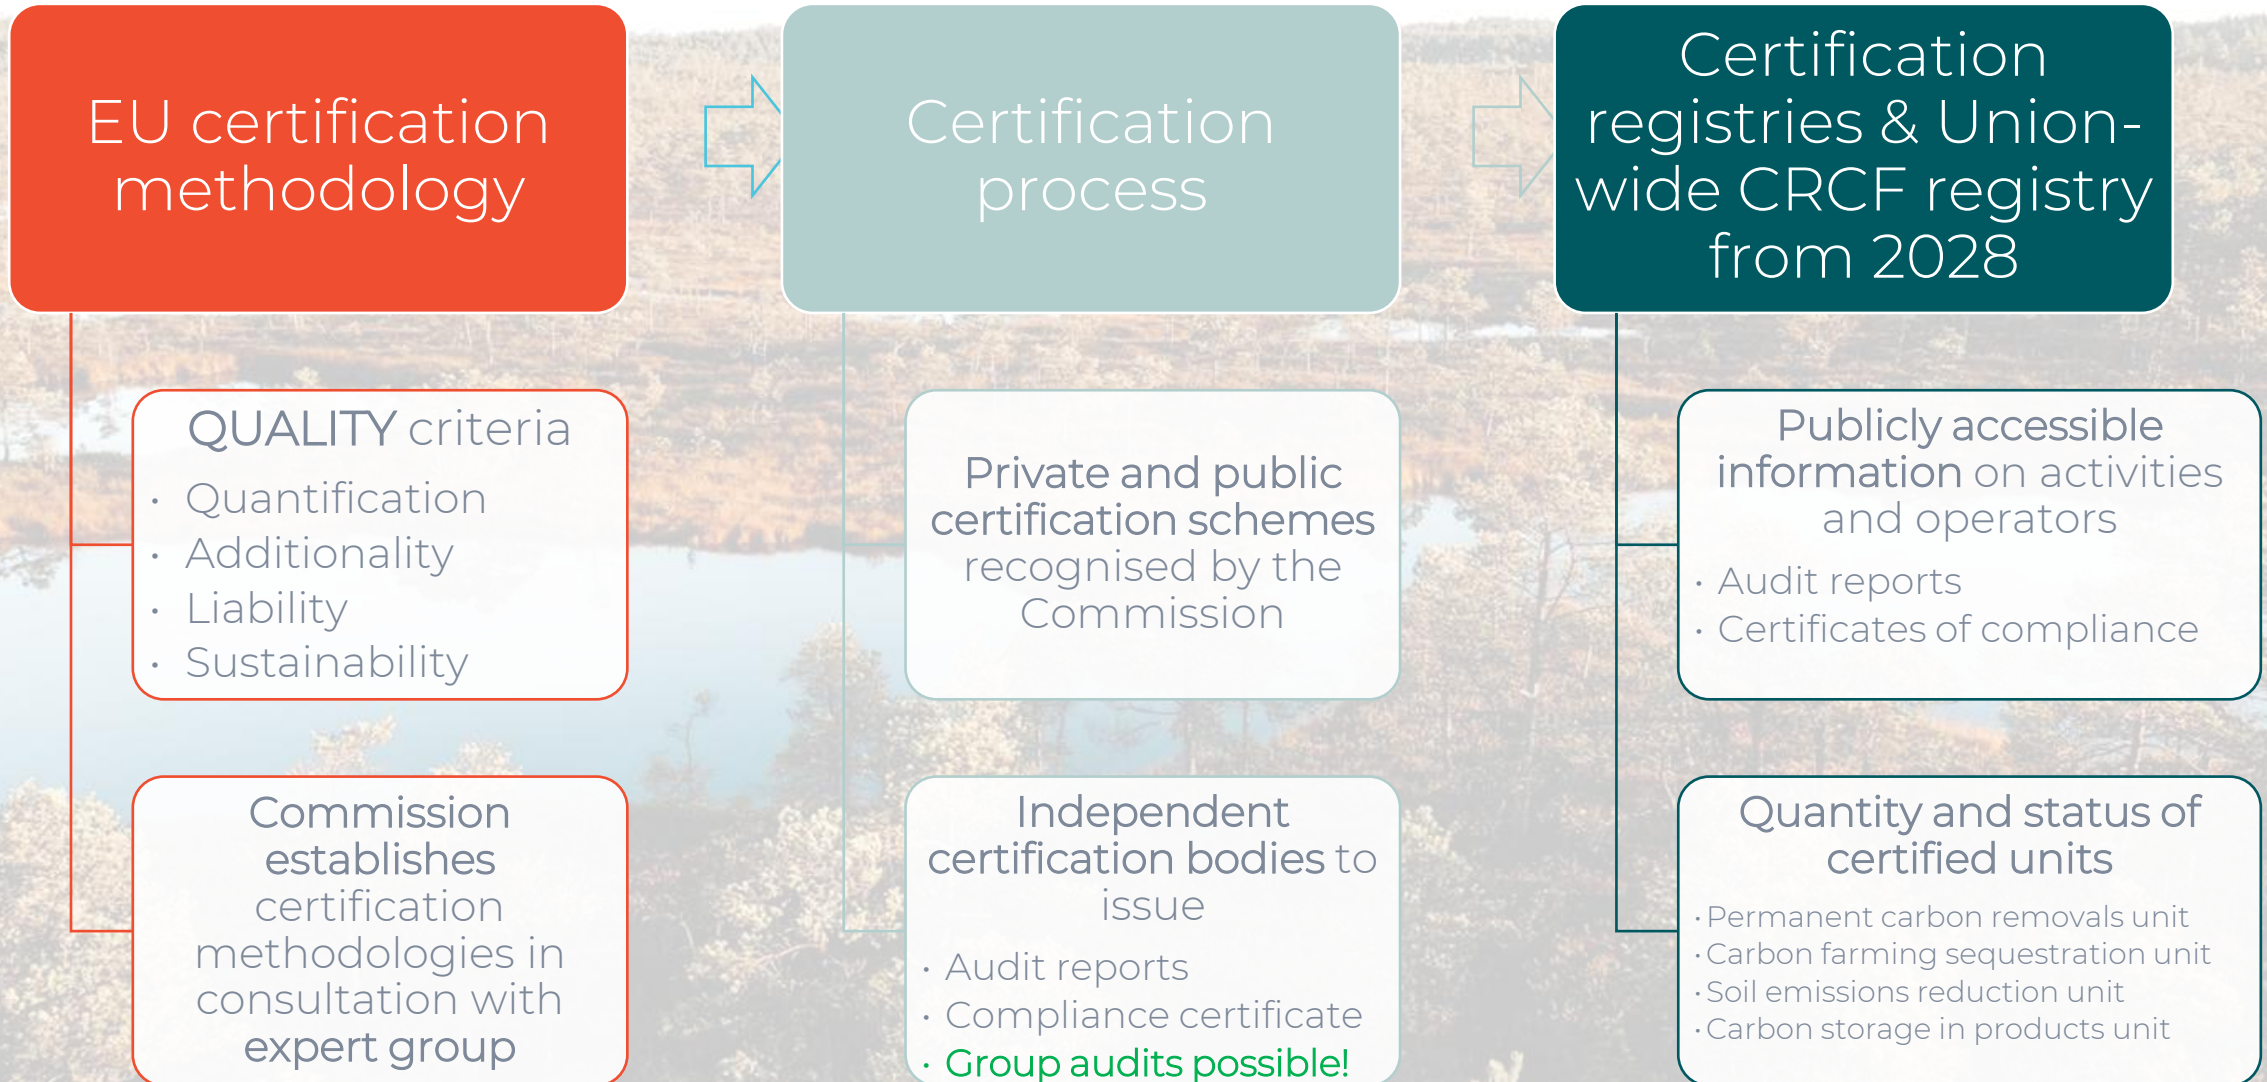 EU certification
methodology
QUALITY criteria
· Quantification
· Additionality
· Liability
· Sustainability
Commission
establishes
certification
methodologies in
consultation with
expert group
Certification
process
Private and public
certification schemes
recognised by the
Commission
Independent
certification bodies to
issue
· Audit reports
· Compliance certificate
· Group audits possible!
Certification
registries & Union-
wide CRCF registry
from 2028
Publicly accessible
information on activities
and operators
· Audit reports
· Certificates of compliance
Quantity and status of
certified units
· Permanent carbon removals unit
· Carbon farming sequestration unit
· Soil emissions reduction unit
· Carbon storage in products unit